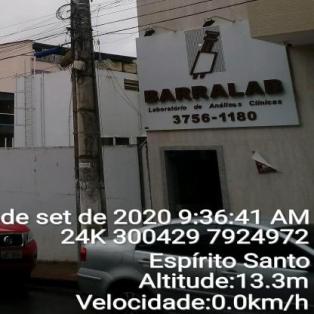 BARRALAB
Laboratório de Análises Clínicas
3756-1180
de set de 2020 9:36:41 AM
24K 300429 7924972
Espírito Santo
Altitude:13.3m
Velocidade:0.0km/h